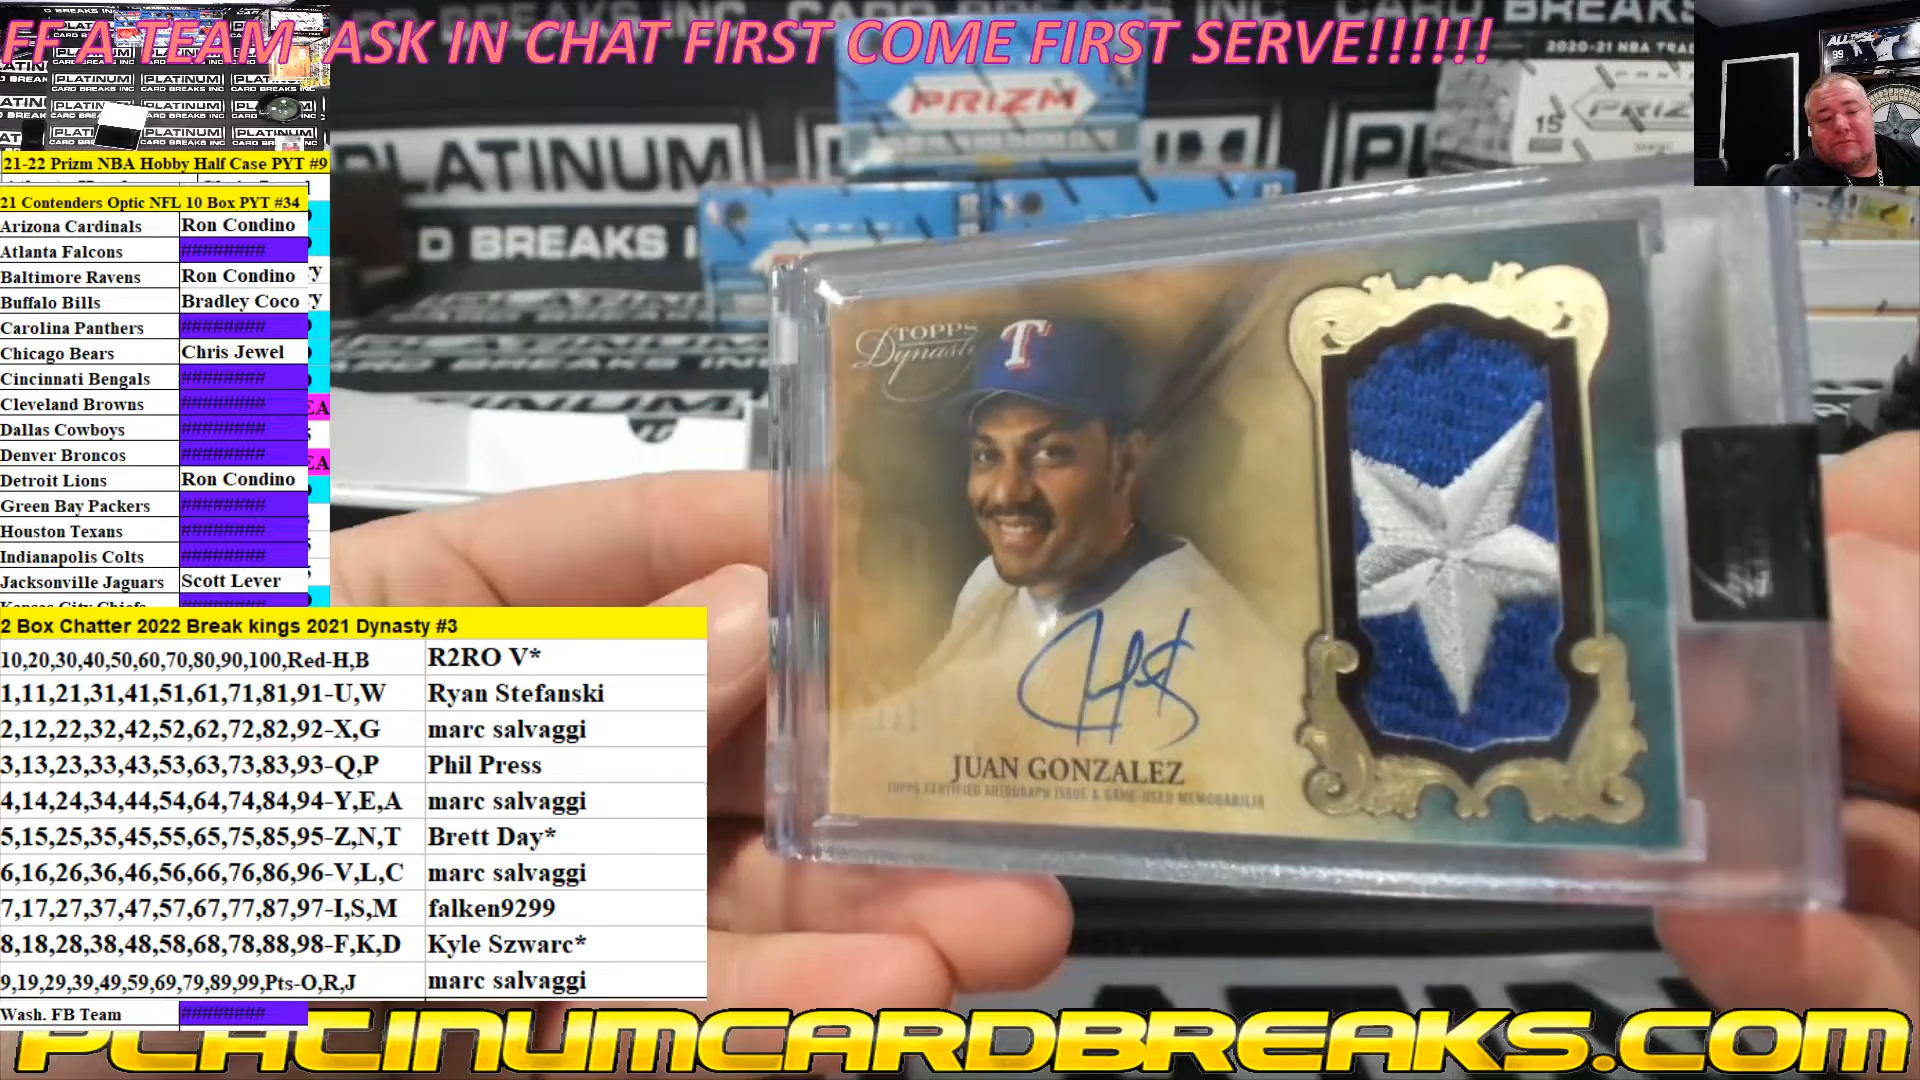 FFA TEAM, ASK IN CHAT FIRST COME FIRST SERVE!!!!!!
21-22 Prizm NBA Hobby Half Case PYT #9
21 Contenders Optic NFL 10 Box PYT #34
Arizona Cardinals Ron Condino
Atlanta Falcons ########
Baltimore Ravens Ron Condino
Buffalo Bills Bradley Coco
Carolina Panthers ########
Chicago Bears Chris Jewel
Cincinnati Bengals ########
Cleveland Browns ########
Dallas Cowboys ########
Denver Broncos ########
Detroit Lions Ron Condino
Green Bay Packers ########
Houston Texans ########
Indianapolis Colts ########
Jacksonville Jaguars Scott Lever
2 Box Chatter 2022 Break kings 2021 Dynasty #3
10,20,30,40,50,60,70,80,90,100,Red-H,B R2RO V*
1,11,21,31,41,51,61,71,81,91-U,W Ryan Stefanski
2,12,22,32,42,52,62,72,82,92-X,G marc salvaggi
3,13,23,33,43,53,63,73,83,93-Q,P Phil Press
4,14,24,34,44,54,64,74,84,94-Y,E,A marc salvaggi
5,15,25,35,45,55,65,75,85,95-Z,N,T Brett Day*
6,16,26,36,46,56,66,76,86,96-V,L,C marc salvaggi
7,17,27,37,47,57,67,77,87,97-I,S,M falken9299
8,18,28,38,48,58,68,78,88,98-F,K,D Kyle Szwarc*
9,19,29,39,49,59,69,79,89,99,Pts-O,R,J marc salvaggi
Wash. FB Team ########
PRIZM
2020-21 NBA
15
PLATINUM
D BREAKS
TOPPS
Dynasty
T
JUAN GONZALEZ
TOPPS CERTIFIED AUTOGRAPH ISSUE & GAME-USED MEMORABILIA
PLATINUMCARDBREAKS.COM